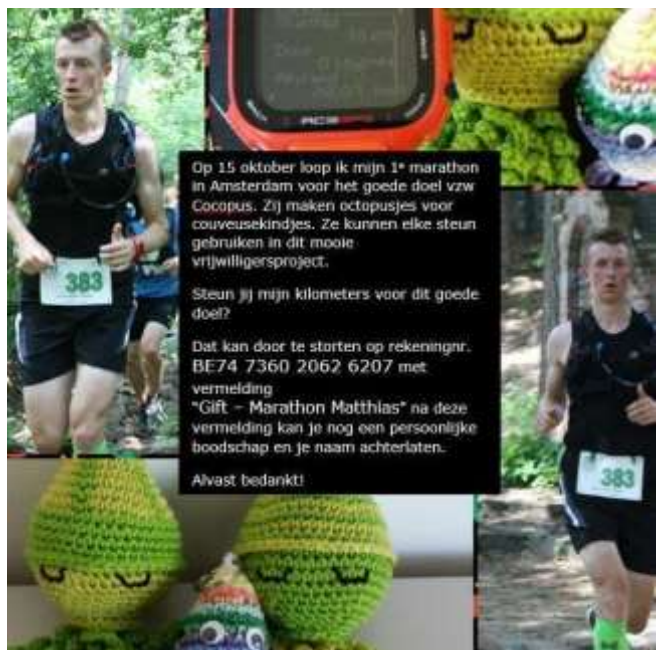 Op 15 oktober loop ik mijn 1e marathon
in Amsterdam voor het goede doel vzw
Cocopus. Zij maken octopusjes voor
couveusekindjes. Ze kunnen elke steun
gebruiken in dit mooie
vrijwilligersproject.
Steun jij mijn kilometers voor dit goede
doel?
Dat kan door te storten op rekeningnr.
BE74 7360 2062 6207 met
vermelding
"Gift – Marathon Matthias" na deze
vermelding kan je nog een persoonlijke
boodschap en je naam achterlaten.
Alvast bedankt!
383
383